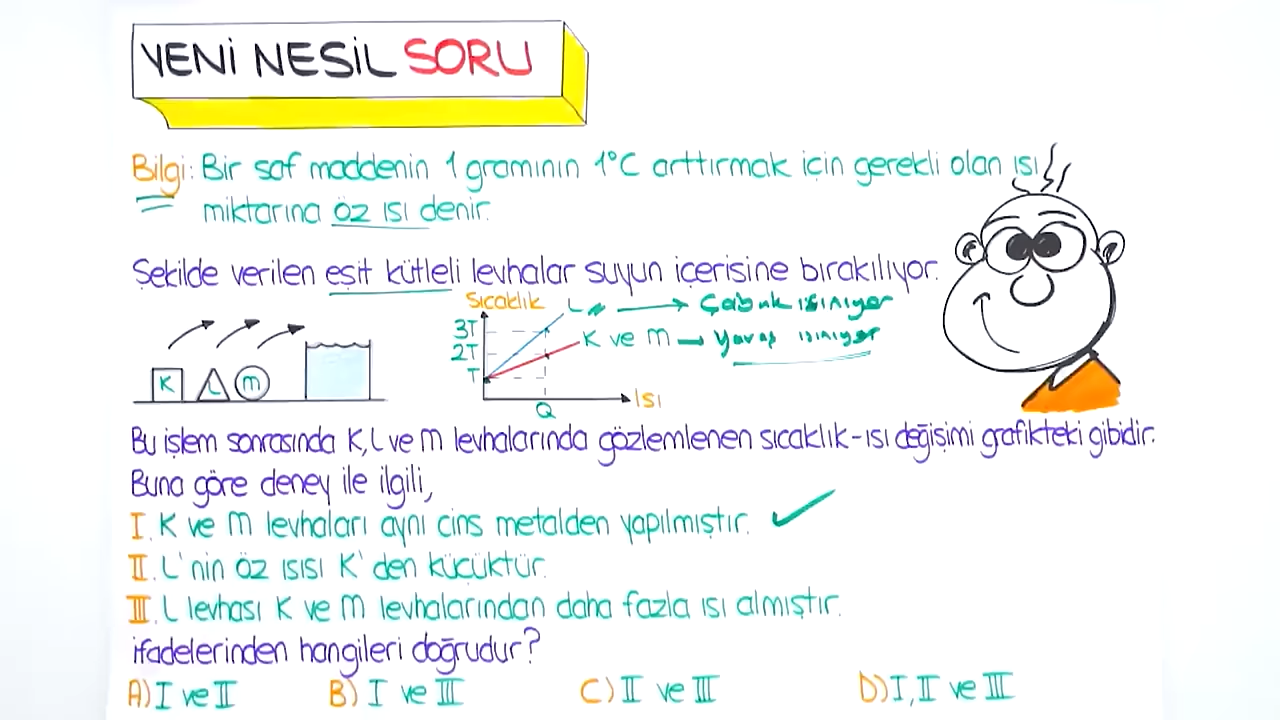 YENİ NESİL SORU
Bilgi: Bir saf maddenin 1 gramının 1°C arttırmak için gerekli olan ısı
miktarına öz ısı denir.
Şekilde verilen eşit kütleli levhalar suyun içerisine bırakılıyor.
Sıcaklık
L → Çabuk ısınıyor
3T
K ve M → Yavaş ısınıyor
2T
T
K L M
Isı
Q
Bu işlem sonrasında K, L ve M levhalarında gözlemlenen sıcaklık-ısı değişimi grafikteki gibidir.
Buna göre deney ile ilgili,
I. K ve M levhaları aynı cins metalden yapılmıştır.
II. L'nin öz ısısı K'den küçüktür.
III. L levhası K ve M levhalarından daha fazla ısı almıştır.
ifadelerinden hangileri doğrudur?
A) I ve II B) I ve III C) II ve III D) I, II ve III